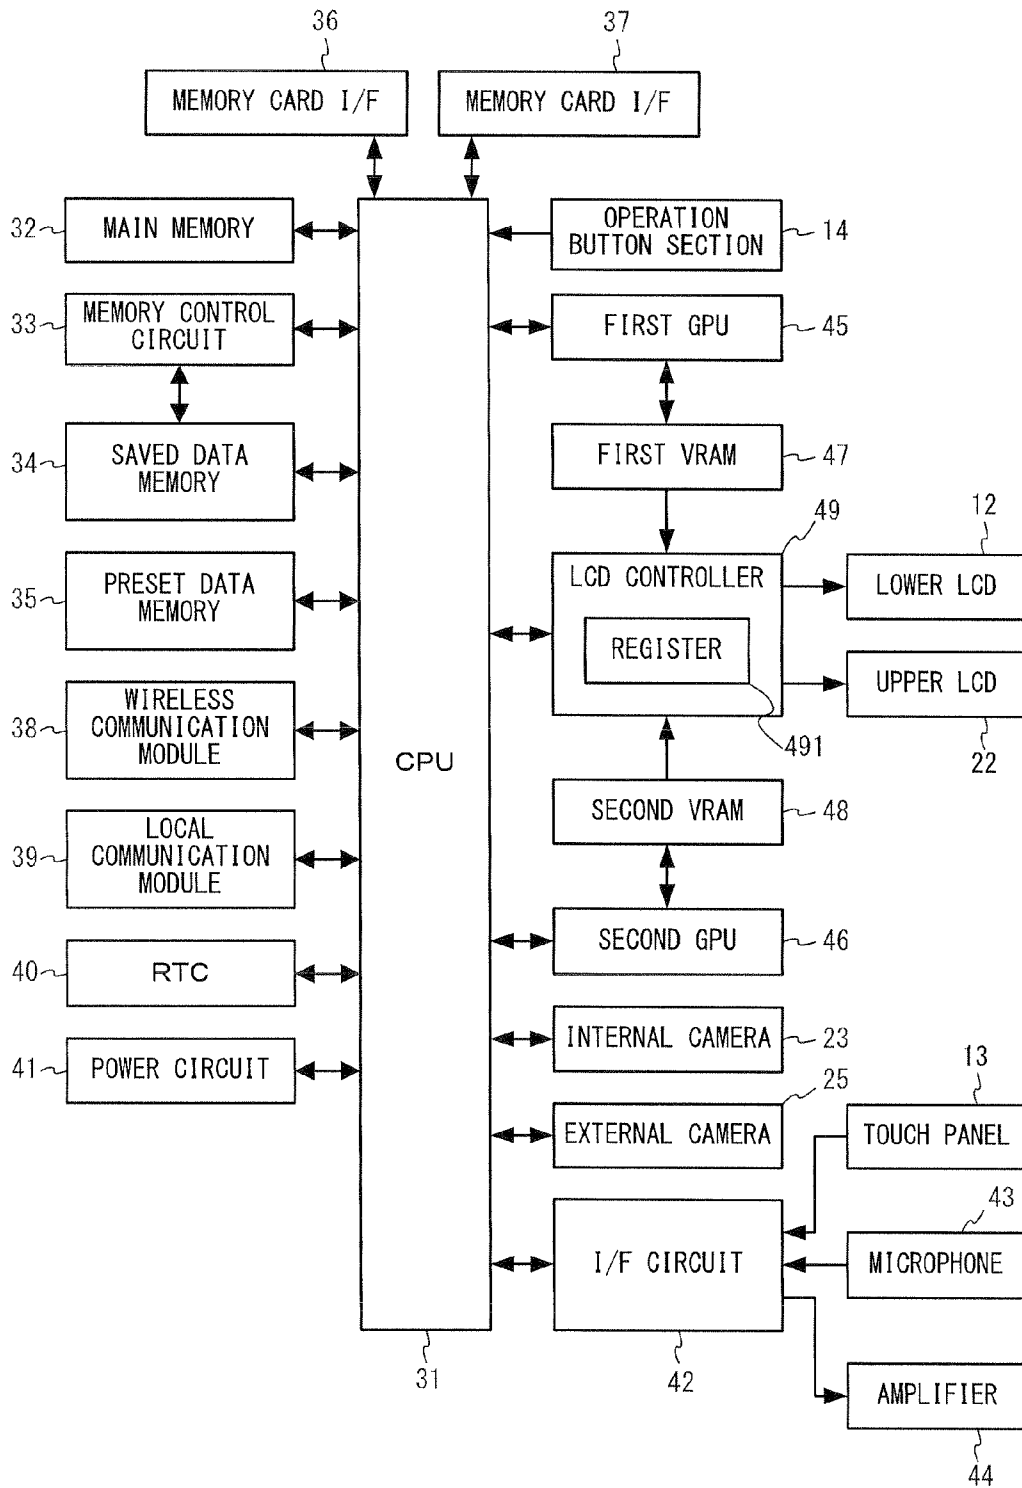 36
37
MEMORY CARD I/F
MEMORY CARD I/F
32
MAIN MEMORY
OPERATION
BUTTON SECTION
14
33
MEMORY CONTROL
CIRCUIT
FIRST GPU
45
34
SAVED DATA
MEMORY
FIRST VRAM
47
49
12
35
PRESET DATA
MEMORY
LCD CONTROLLER
LOWER LCD
REGISTER
UPPER LCD
491
22
38
WIRELESS
COMMUNICATION
MODULE
CPU
SECOND VRAM
48
39
LOCAL
COMMUNICATION
MODULE
SECOND GPU
46
40
RTC
INTERNAL CAMERA
23
41
POWER CIRCUIT
25
13
EXTERNAL CAMERA
TOUCH PANEL
43
I/F CIRCUIT
MICROPHONE
31
42
AMPLIFIER
44